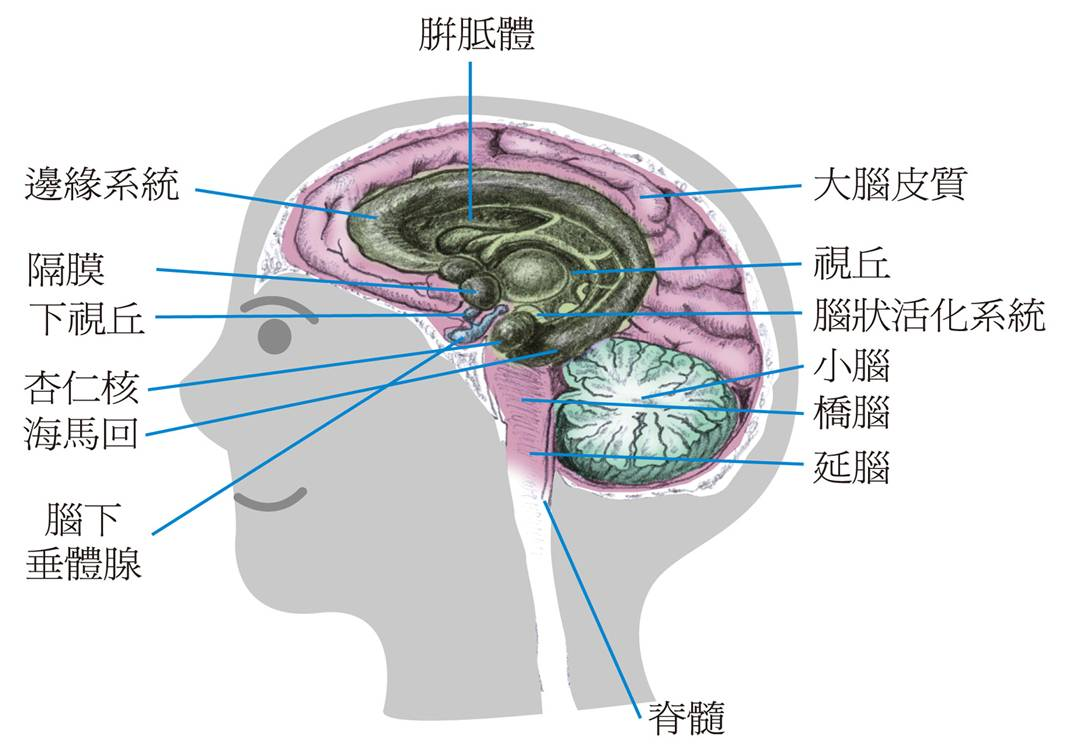 胼胝體
邊緣系統
隔膜
下視丘
杏仁核
海馬回
腦下
垂體腺
大腦皮質
視丘
腦狀活化系統
小腦
橋腦
延腦
脊髓